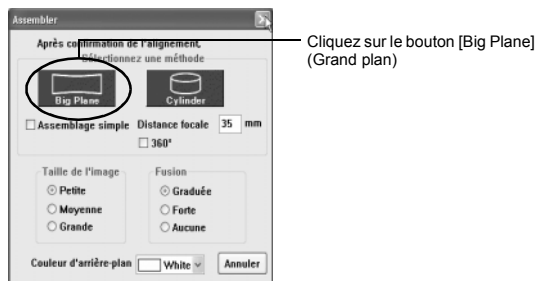 Assembler
Après confirmation de l'alignement,
Sélectionnez une méthode
Big Plane
Cylinder
Assemblage simple
Distance focale 35 mm
360°
Taille de l'image
Petite
Moyenne
Grande
Fusion
Graduée
Forte
Aucune
Couleur d'arrière-plan White
Annuler
Cliquez sur le bouton [Big Plane]
(Grand plan)